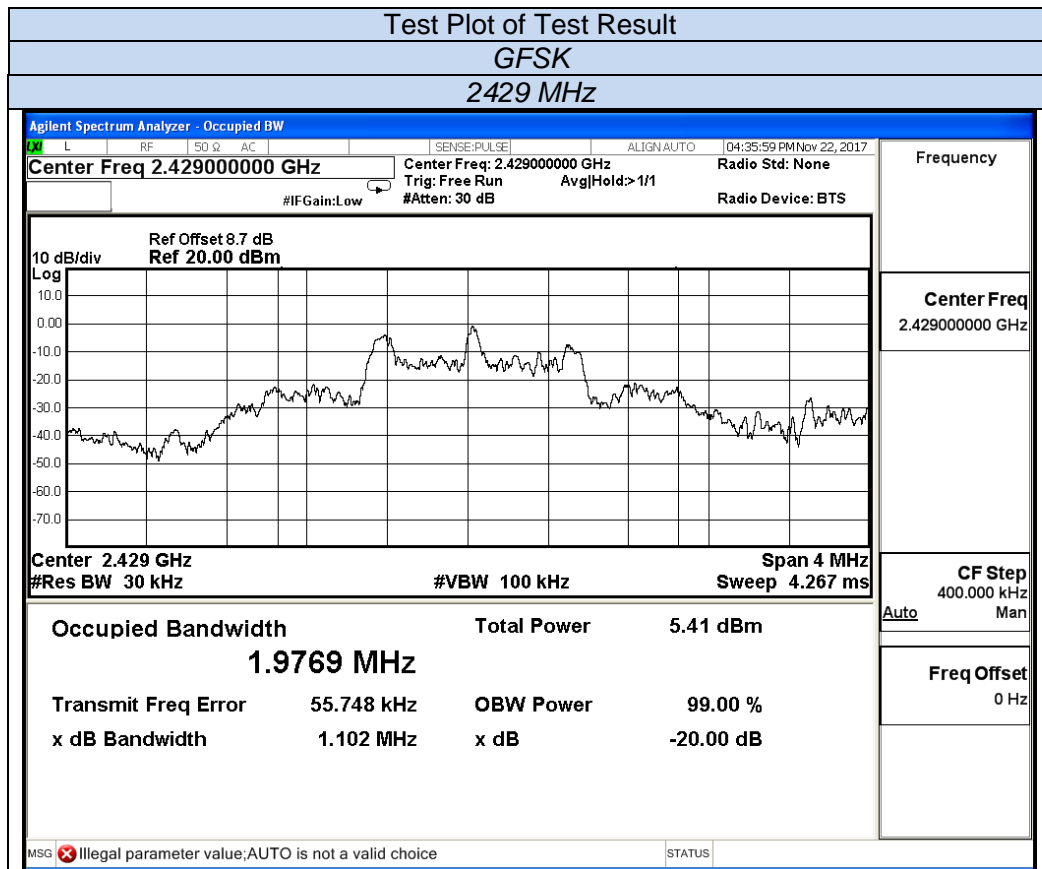 Test Plot of Test Result
GFSK
2429 MHz
Agilent Spectrum Analyzer - Occupied BW
LXI L RF 50 Ω AC SENSE:PULSE ALIGN AUTO 04:35:59 PM Nov 22, 2017
Center Freq 2.429000000 GHz
Center Freq: 2.429000000 GHz Radio Std: None
Trig: Free Run Avg|Hold:>1/1
#IFGain:Low #Atten: 30 dB Radio Device: BTS
Frequency
Ref Offset 8.7 dB
10 dB/div Ref 20.00 dBm
Log
10.0
0.00
-10.0
-20.0
-30.0
-40.0
-50.0
-60.0
-70.0
Center 2.429 GHz Span 4 MHz
#Res BW 30 kHz #VBW 100 kHz Sweep 4.267 ms
Center Freq
2.429000000 GHz
CF Step
400.000 kHz
Auto Man
Freq Offset
0 Hz
Occupied Bandwidth Total Power 5.41 dBm
1.9769 MHz
Transmit Freq Error 55.748 kHz OBW Power 99.00 %
x dB Bandwidth 1.102 MHz x dB -20.00 dB
MSG Illegal parameter value;AUTO is not a valid choice STATUS